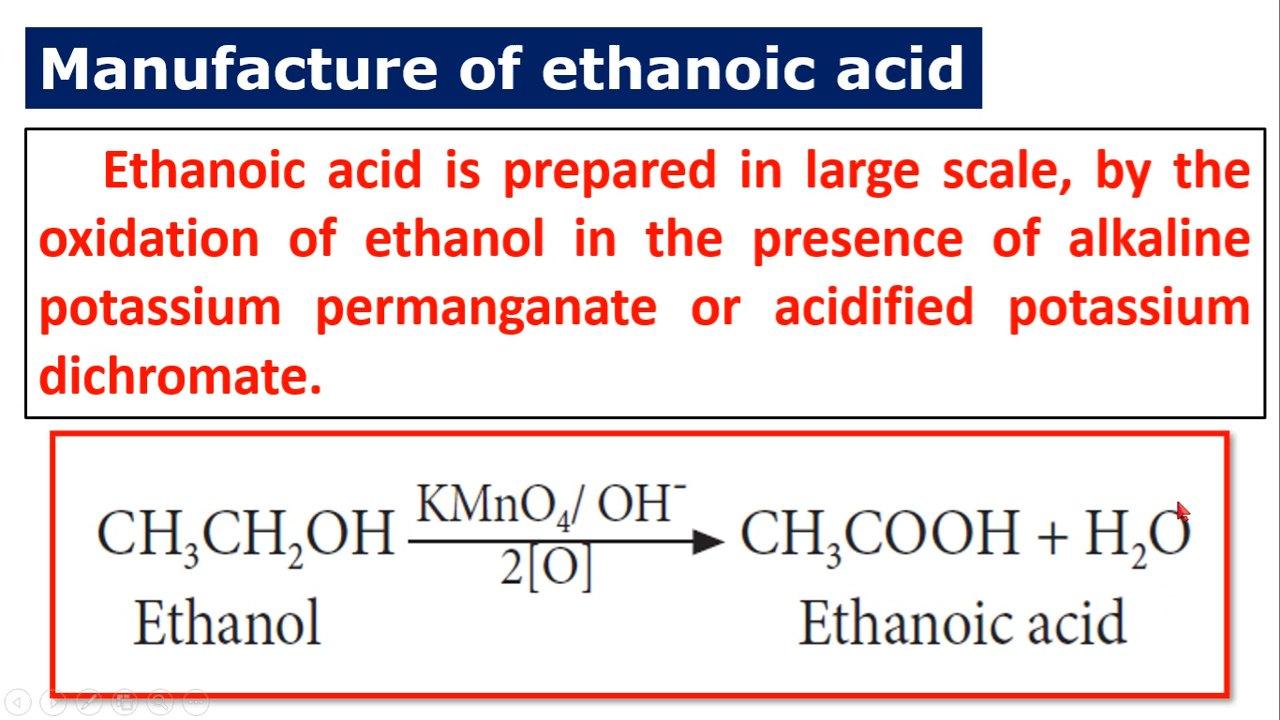 Manufacture of ethanoic acid
Ethanoic acid is prepared in large scale, by the
oxidation of ethanol in the presence of alkaline
potassium permanganate or acidified potassium
dichromate.
KMnO₄/ OH⁻
CH₃CH₂OH → CH₃COOH + H₂O
2[O]
Ethanol Ethanoic acid